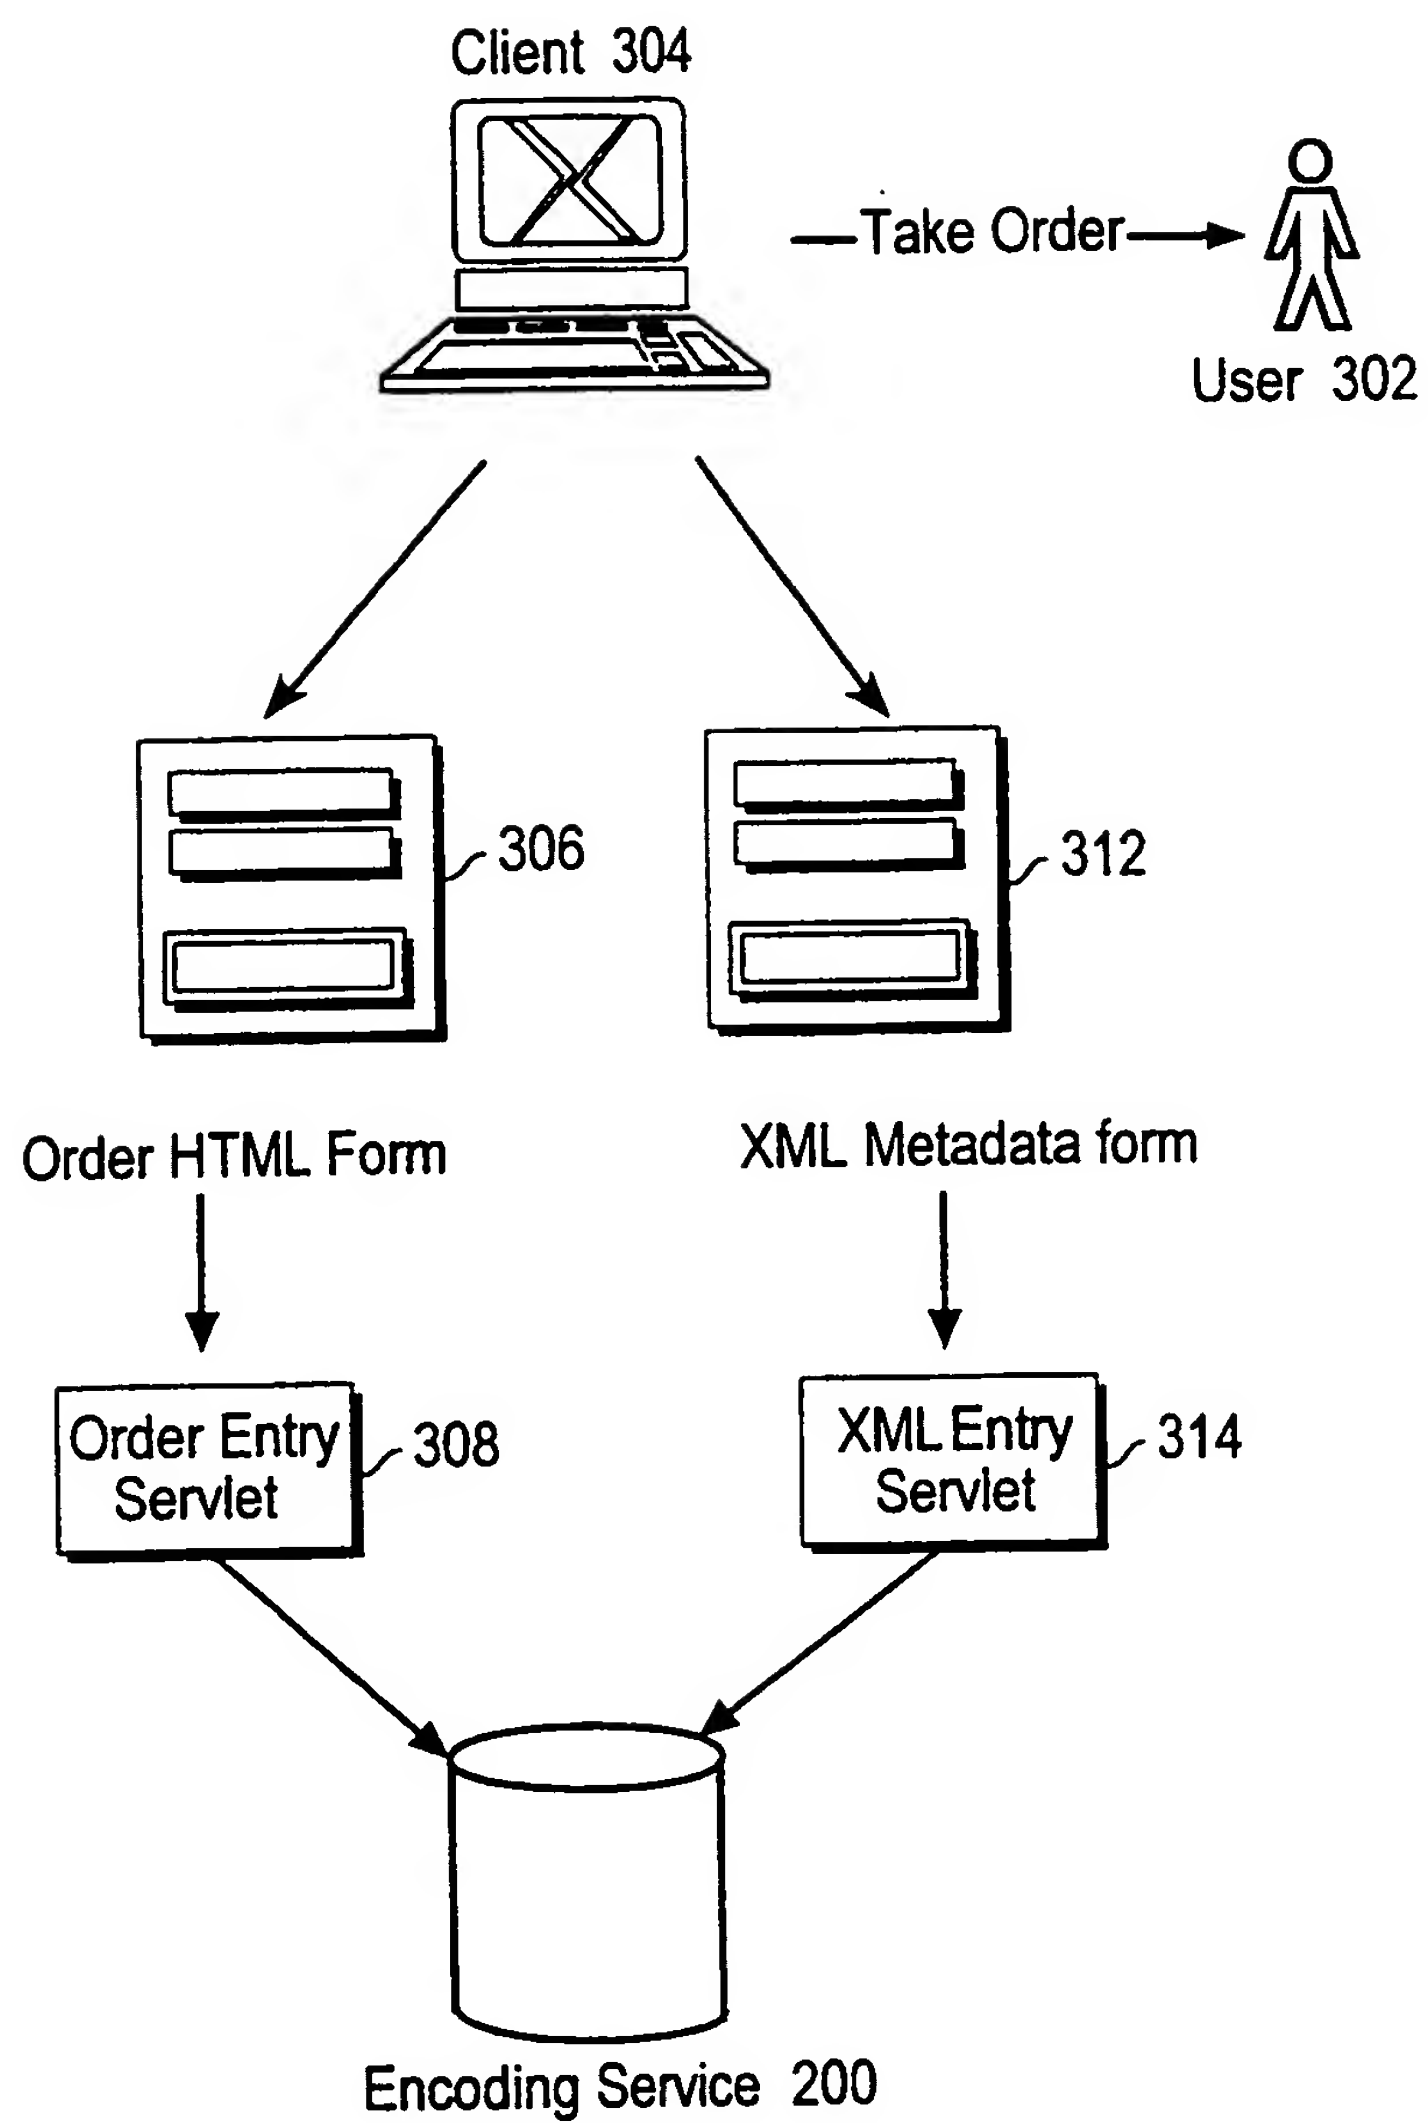 Client 304
Take Order
User 302
306
312
Order HTML Form
XML Metadata form
Order Entry
Servlet
308
XML Entry
Servlet
314
Encoding Service 200